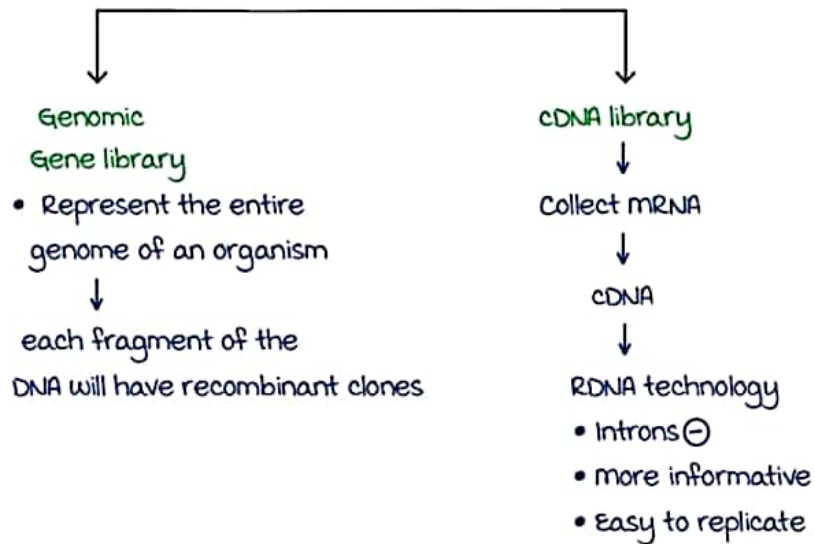 Genomic
Gene library
• Represent the entire
genome of an organism
↓
each fragment of the
DNA will have recombinant clones
cDNA library
↓
Collect mRNA
↓
cDNA
↓
RDNA technology
• Introns ⊖
• more informative
• Easy to replicate